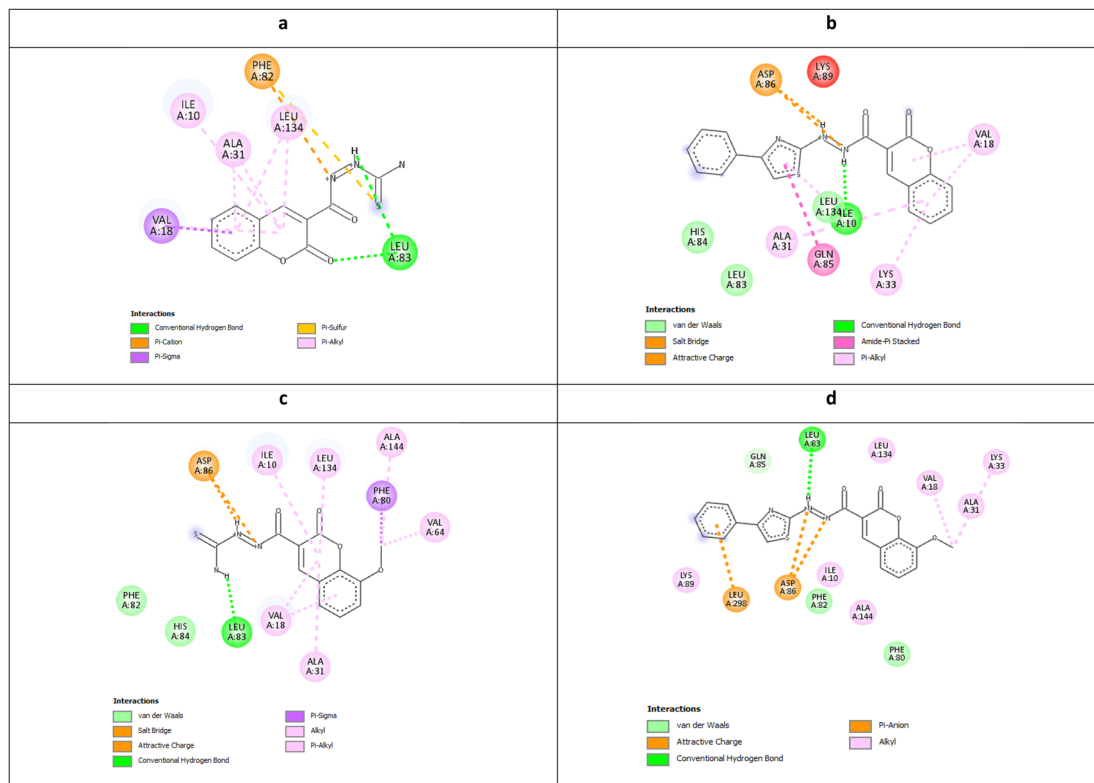 a
b
PHE
A:82
ILE
A:10
LEU
A:134
ALA
A:31
VAL
A:18
LEU
A:83
H
N
N
+
N
S
O
O
O
Interactions
Conventional Hydrogen Bond
Pi-Cation
Pi-Sigma
Pi-Sulfur
Pi-Alkyl
ASP
A:86
LYS
A:89
VAL
A:18
LEU
A:134
ILE
A:10
HIS
A:84
ALA
A:31
LEU
A:83
GLN
A:85
LYS
A:33
H
N
N
H
N
S
O
O
O
Interactions
van der Waals
Salt Bridge
Attractive Charge
Conventional Hydrogen Bond
Amide-Pi Stacked
Pi-Alkyl
c
d
ALA
A:144
ASP
A:86
ILE
A:10
LEU
A:134
PHE
A:80
VAL
A:64
PHE
A:82
HIS
A:84
LEU
A:83
VAL
A:18
ALA
A:31
S
H
N
N
N
H
O
O
O
O
Interactions
van der Waals
Salt Bridge
Attractive Charge
Conventional Hydrogen Bond
Pi-Sigma
Alkyl
Pi-Alkyl
LEU
A:83
GLN
A:85
LEU
A:134
LYS
A:33
VAL
A:18
ALA
A:31
LYS
A:89
LEU
A:298
ASP
A:86
ILE
A:10
PHE
A:82
ALA
A:144
PHE
A:80
H
N
N
N
S
O
O
O
O
Interactions
van der Waals
Attractive Charge
Conventional Hydrogen Bond
Pi-Anion
Alkyl